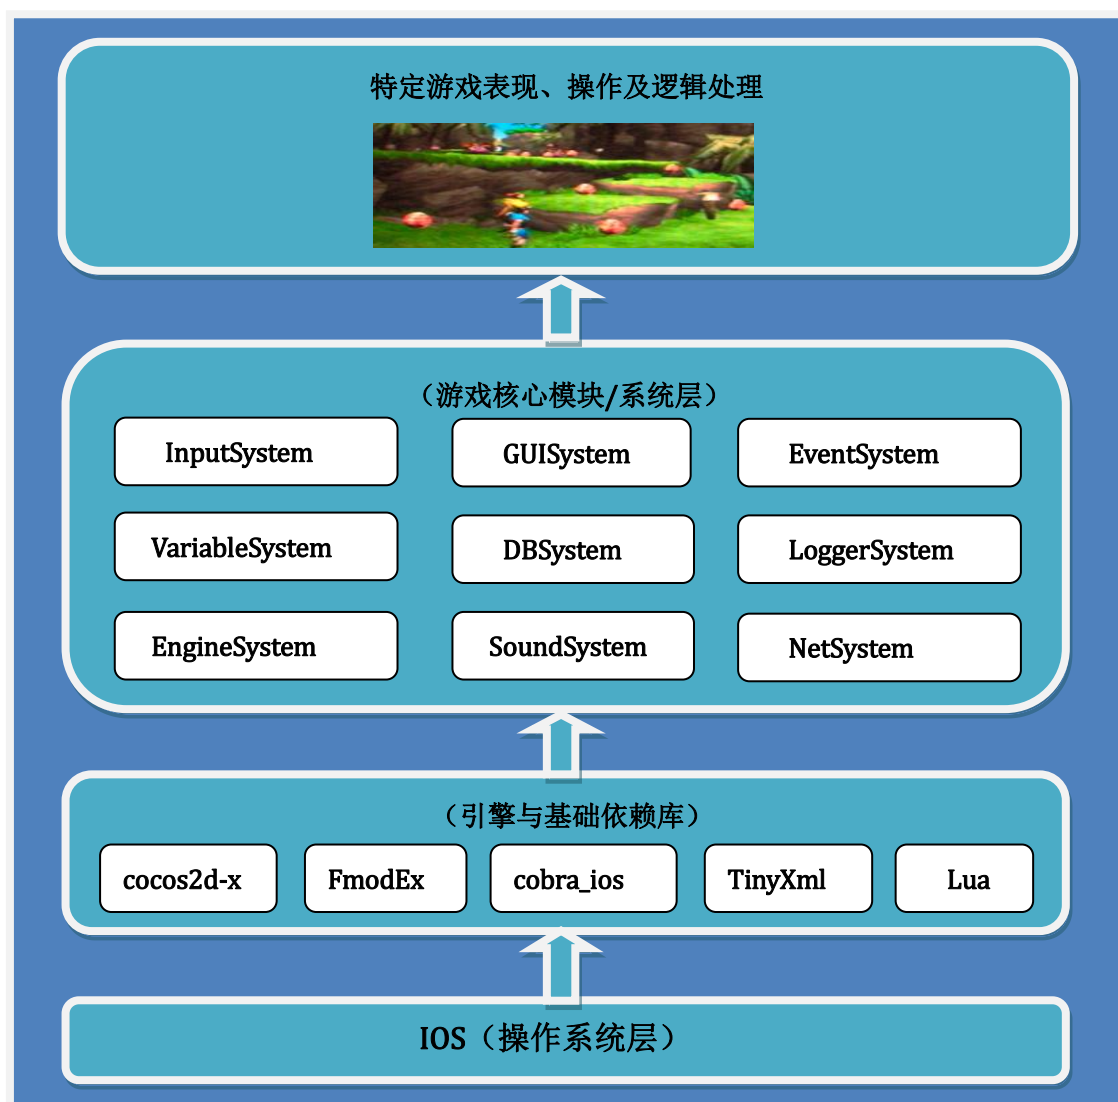 特定游戏表现、操作及逻辑处理
（游戏核心模块/系统层）
InputSystem
GUISystem
EventSystem
VariableSystem
DBSystem
LoggerSystem
EngineSystem
SoundSystem
NetSystem
（引擎与基础依赖库）
cocos2d-x
FmodEx
cobra_ios
TinyXml
Lua
IOS（操作系统层）